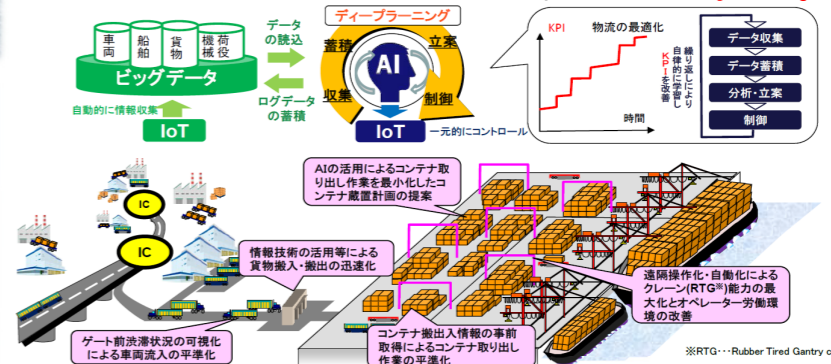 車両
船舶
貨物
機械
荷役
ビッグデータ
自動的に情報収集
IoT
データ
の読込
ログデータ
の蓄積
ディープラーニング
蓄積
立案
AI
収集
制御
IoT
一元的にコントロール
KPI
物流の最適化
時間
繰り返しにより
自律的に学習し
KPIを改善
データ収集
データ蓄積
分析・立案
制御
IC
IC
AIの活用によるコンテナ取
り出し作業を最小化したコ
ンテナ蔵置計画の提案
情報技術の活用等による
貨物搬入・搬出の迅速化
遠隔操作化・自働化による
クレーン(RTG※)能力の最
大化とオペレーター労働環
境の改善
ゲート前渋滞状況の可視化
による車両流入の平準化
コンテナ搬出入情報の事前
取得によるコンテナ取り出し
作業の平準化
※RTG･･･Rubber Tired Gantry